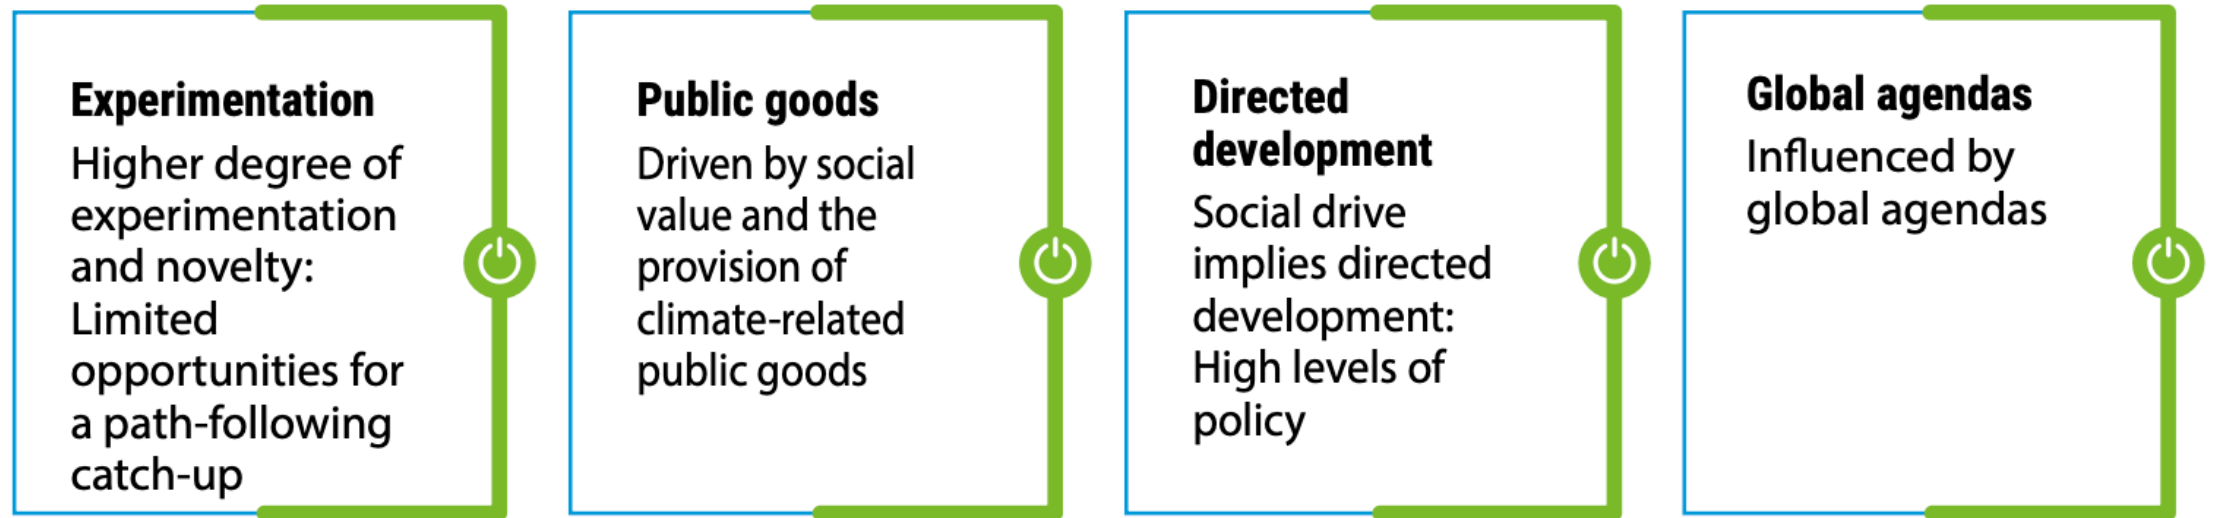 Experimentation
Higher degree of
experimentation
and novelty:
Limited
opportunities for
a path-following
catch-up
Public goods
Driven by social
value and the
provision of
climate-related
public goods
Directed
development
Social drive
implies directed
development:
High levels of
policy
Global agendas
Influenced by
global agendas